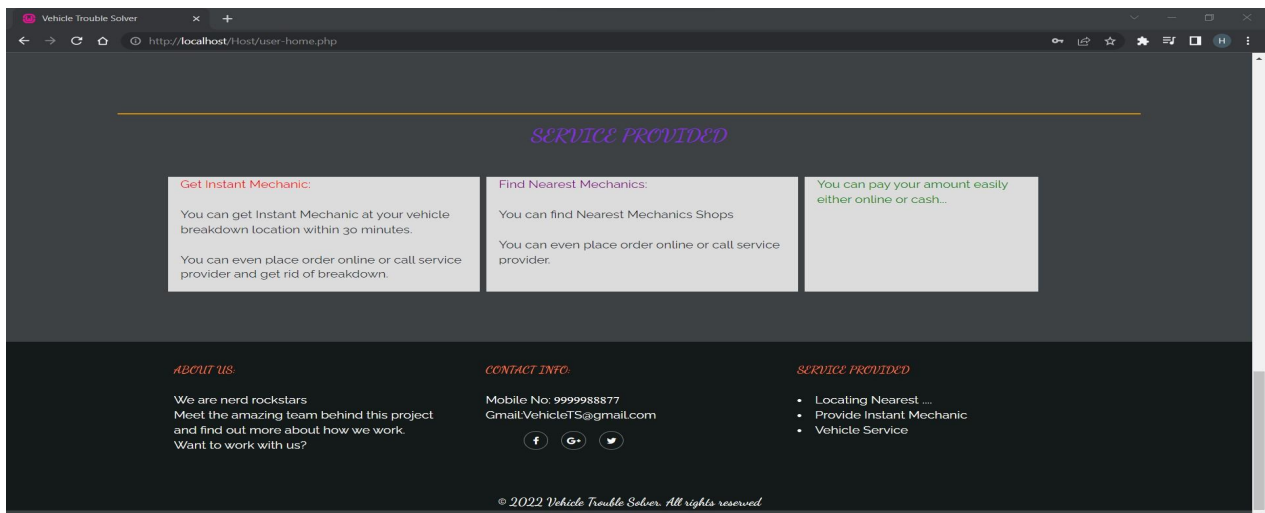 Vehicle Trouble Solver
http://localhost/Host/user-home.php
H
SERVICE PROVIDED
Get Instant Mechanic:
You can get Instant Mechanic at your vehicle
breakdown location within 30 minutes.
You can even place order online or call service
provider and get rid of breakdown.
Find Nearest Mechanics:
You can find Nearest Mechanics Shops
You can even place order online or call service
provider.
You can pay your amount easily
either online or cash...
ABOUT US:
We are nerd rockstars
Meet the amazing team behind this project
and find out more about how we work.
Want to work with us?
CONTACT INFO:
Mobile No: 9999988877
Gmail:VehicleTS@gmail.com
f G+
SERVICE PROVIDED
• Locating Nearest ....
• Provide Instant Mechanic
• Vehicle Service
© 2022 Vehicle Trouble Solver. All rights reserved